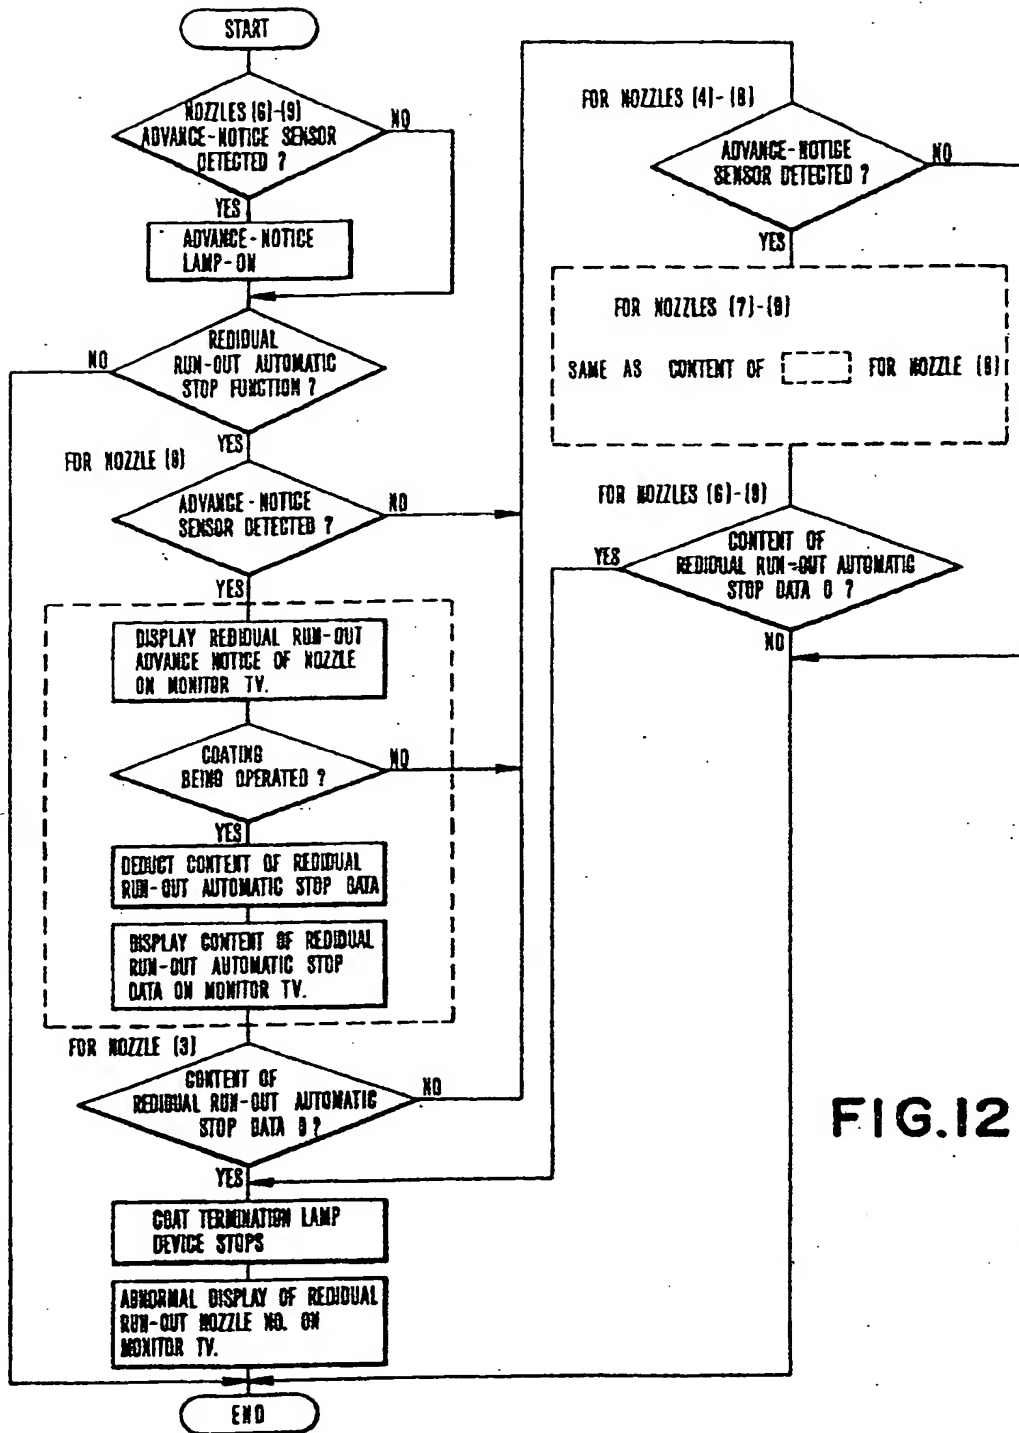 START
NOZZLES (6)-(9)
ADVANCE-NOTICE SENSOR
DETECTED ?
NO
YES
ADVANCE-NOTICE
LAMP-ON
REDIDUAL
RUN-OUT AUTOMATIC
STOP FUNCTION ?
NO
YES
FOR NOZZLE (8)
ADVANCE-NOTICE
SENSOR DETECTED ?
NO
YES
DISPLAY REDIDUAL RUN-OUT
ADVANCE NOTICE OF NOZZLE
ON MONITOR TV.
COATING
BEING OPERATED ?
NO
YES
DEDUCT CONTENT OF REDIDUAL
RUN-OUT AUTOMATIC STOP DATA
DISPLAY CONTENT OF REDIDUAL
RUN-OUT AUTOMATIC STOP
DATA ON MONITOR TV.
FOR NOZZLE (3)
CONTENT OF
REDIDUAL RUN-OUT AUTOMATIC
STOP DATA 0 ?
NO
YES
COAT TERMINATION LAMP
DEVICE STOPS
ABNORMAL DISPLAY OF REDIDUAL
RUN-OUT NOZZLE NO. ON
MONITOR TV.
END
FOR NOZZLES (4)-(8)
ADVANCE-NOTICE
SENSOR DETECTED ?
NO
YES
FOR NOZZLES (7)-(9)
SAME AS CONTENT OF FOR NOZZLE (8)
FOR NOZZLES (6)-(9)
CONTENT OF
REDIDUAL RUN-OUT AUTOMATIC
STOP DATA 0 ?
YES
NO
FIG.12